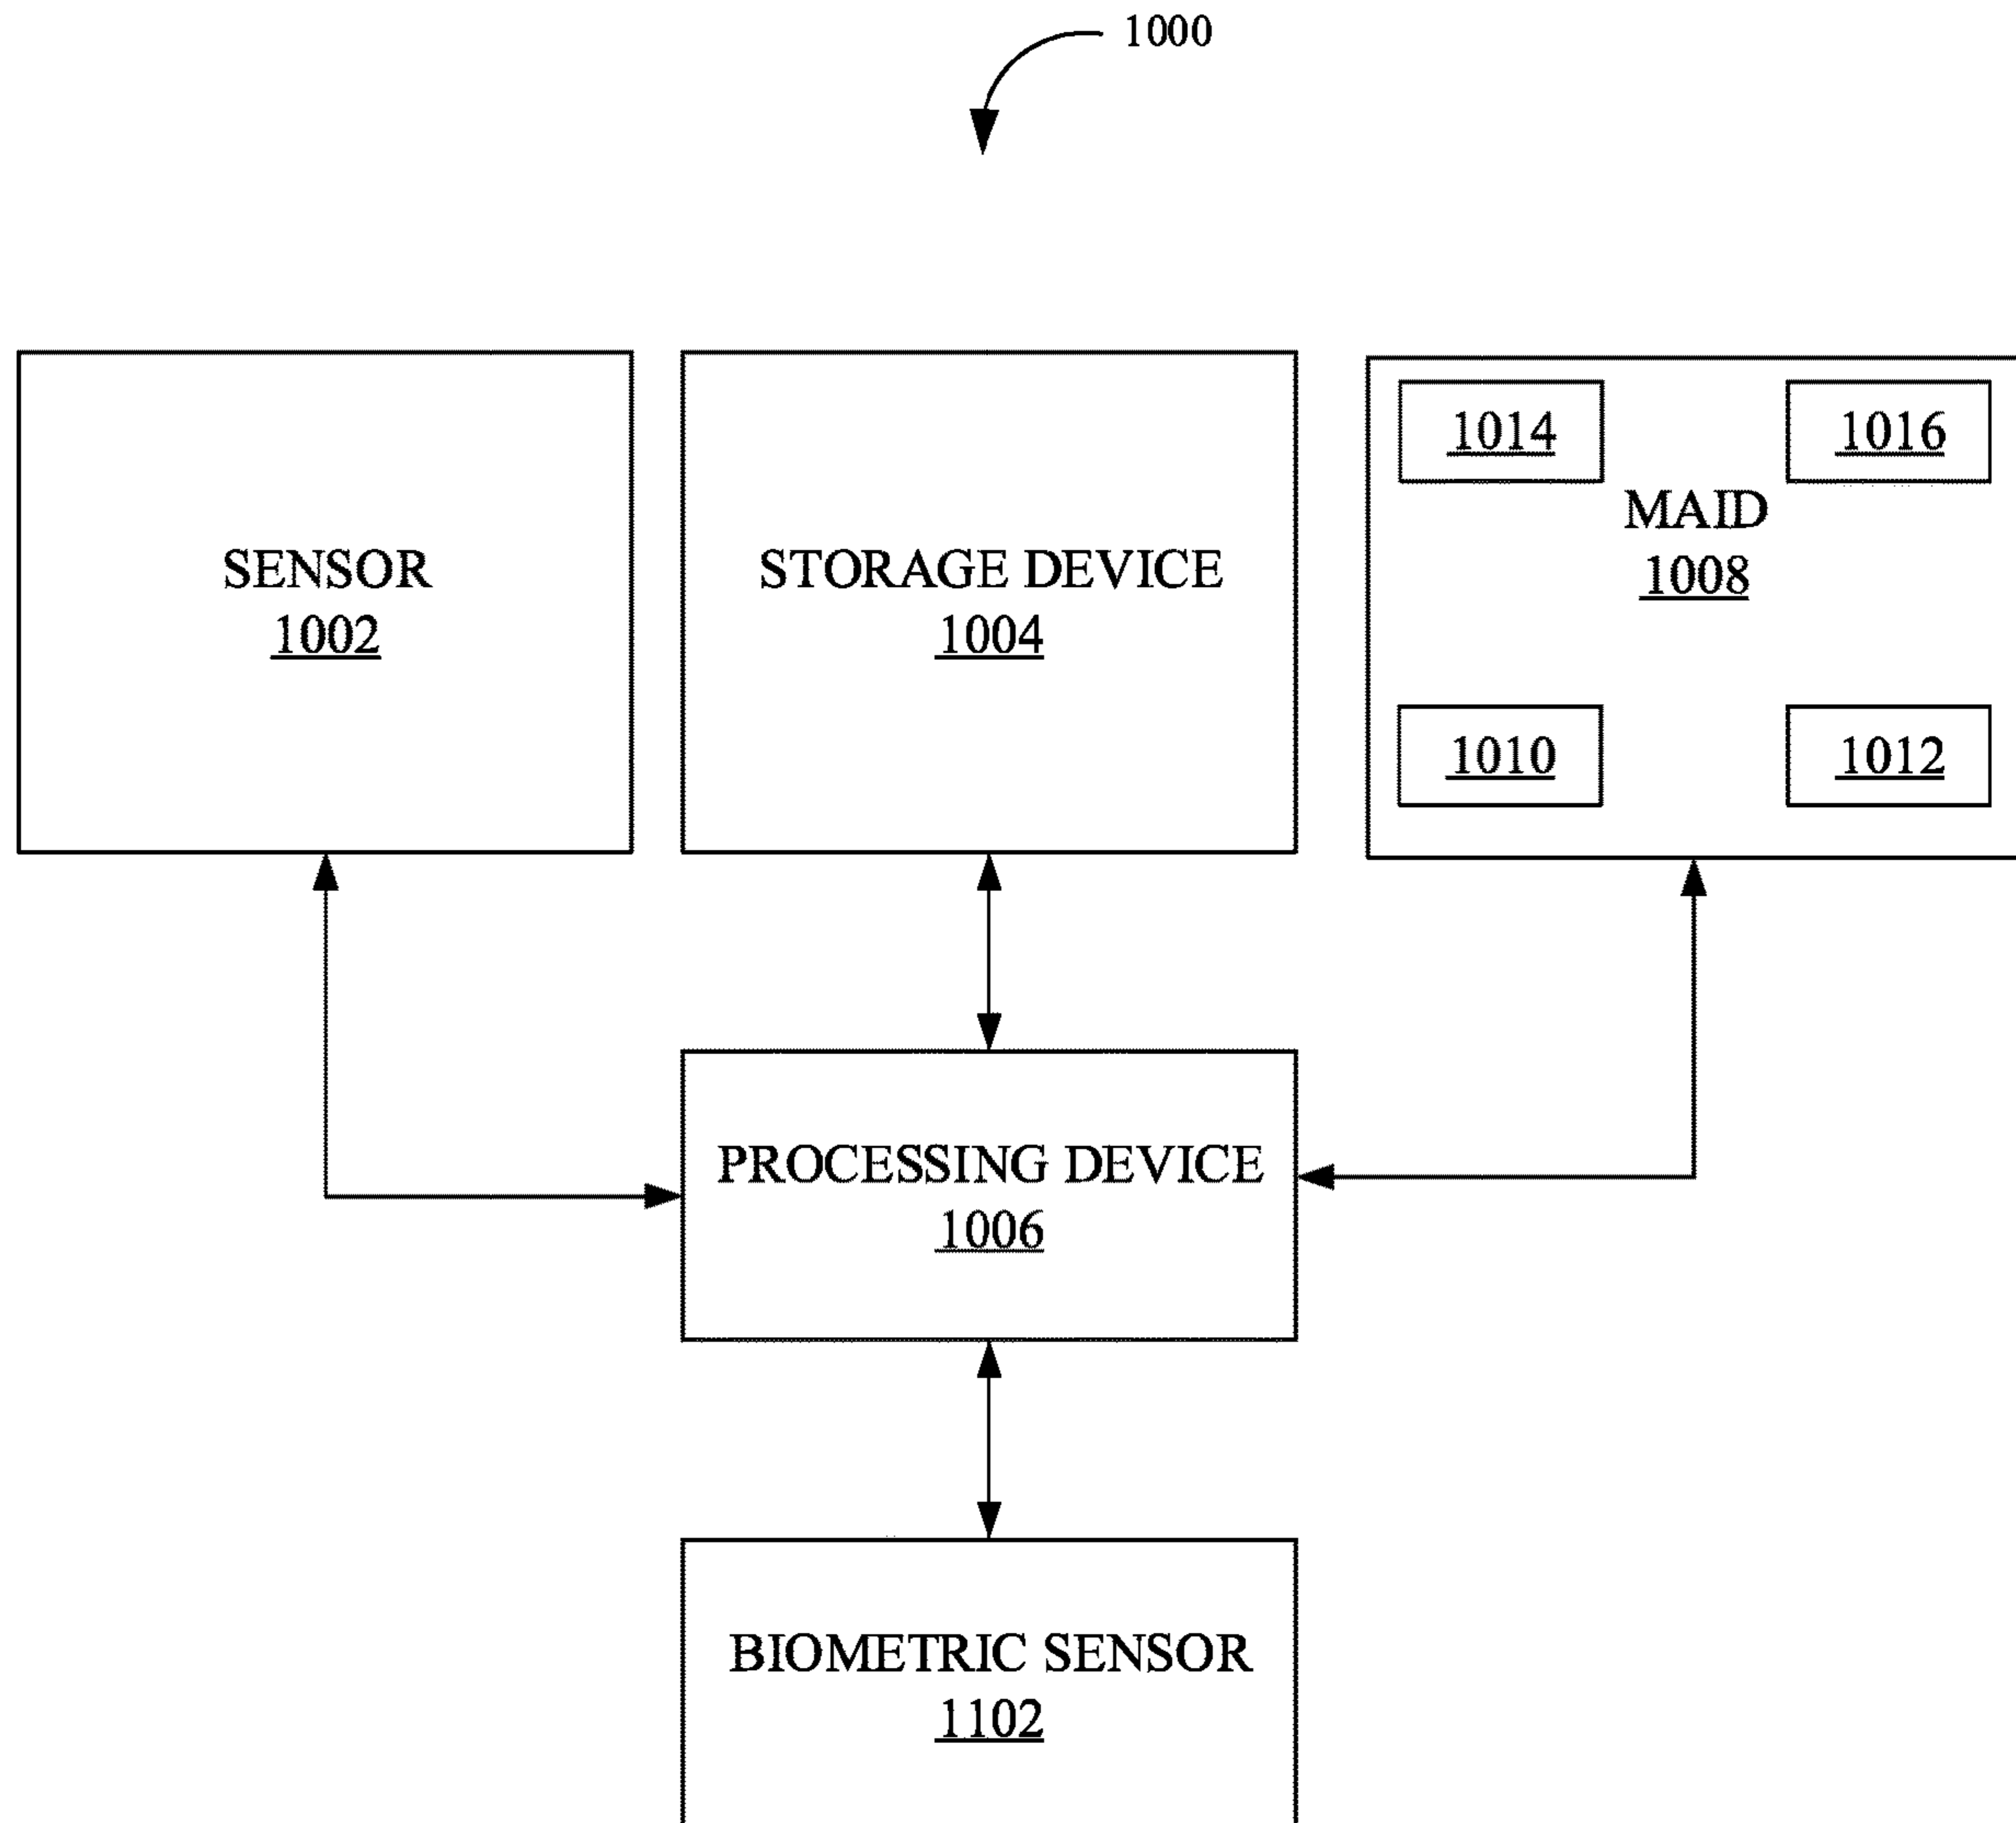 1000
SENSOR
1002
STORAGE DEVICE
1004
1014
1016
MAID
1008
1010
1012
PROCESSING DEVICE
1006
BIOMETRIC SENSOR
1102